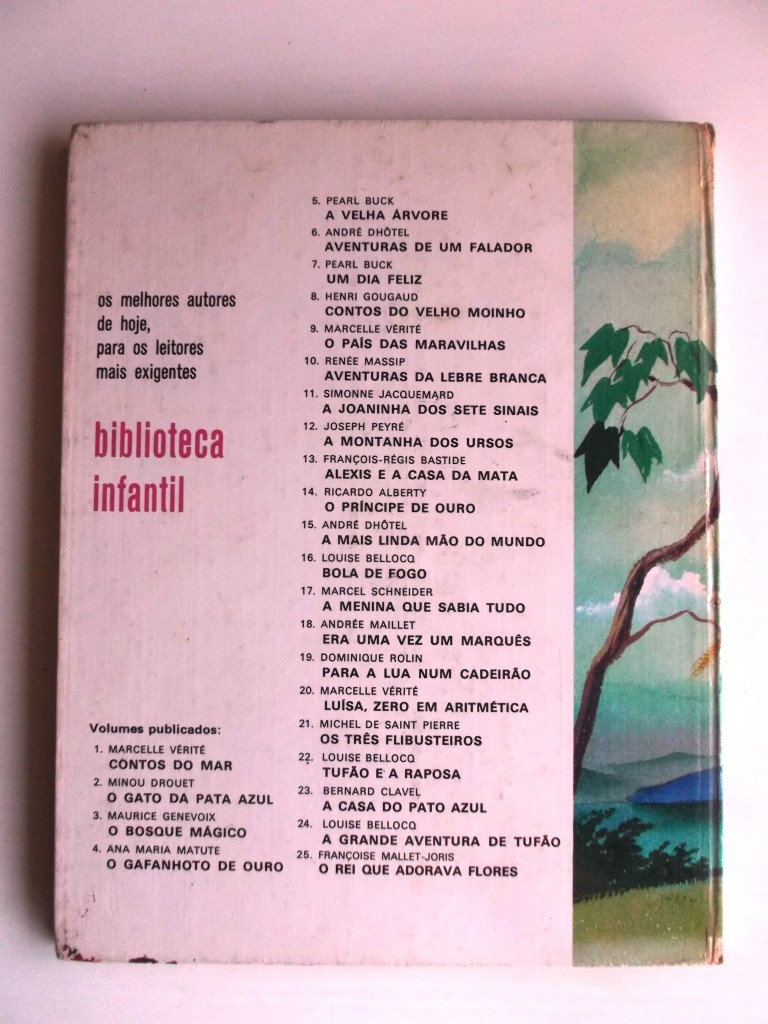 os melhores autores
de hoje,
para os leitores
mais exigentes
biblioteca
infantil
Volumes publicados:
1. MARCELLE VÉRITÉ
CONTOS DO MAR
2. MINOU DROUET
O GATO DA PATA AZUL
3. MAURICE GENEVOIX
O BOSQUE MÁGICO
4. ANA MARIA MATUTE
O GAFANHOTO DE OURO
5. PEARL BUCK
A VELHA ÁRVORE
6. ANDRÉ DHÔTEL
AVENTURAS DE UM FALADOR
7. PEARL BUCK
UM DIA FELIZ
8. HENRI GOUGAUD
CONTOS DO VELHO MOINHO
9. MARCELLE VÉRITÉ
O PAÍS DAS MARAVILHAS
10. RENÉE MASSIP
AVENTURAS DA LEBRE BRANCA
11. SIMONNE JACQUEMARD
A JOANINHA DOS SETE SINAIS
12. JOSEPH PEYRÉ
A MONTANHA DOS URSOS
13. FRANÇOIS-RÉGIS BASTIDE
ALEXIS E A CASA DA MATA
14. RICARDO ALBERTY
O PRÍNCIPE DE OURO
15. ANDRÉ DHÔTEL
A MAIS LINDA MÃO DO MUNDO
16. LOUISE BELLOCQ
BOLA DE FOGO
17. MARCEL SCHNEIDER
A MENINA QUE SABIA TUDO
18. ANDRÉE MAILLET
ERA UMA VEZ UM MARQUÊS
19. DOMINIQUE ROLIN
PARA A LUA NUM CADEIRÃO
20. MARCELLE VÉRITÉ
LUÍSA, ZERO EM ARITMÉTICA
21. MICHEL DE SAINT PIERRE
OS TRÊS FLIBUSTEIROS
22. LOUISE BELLOCQ
TUFÃO E A RAPOSA
23. BERNARD CLAVEL
A CASA DO PATO AZUL
24. LOUISE BELLOCQ
A GRANDE AVENTURA DE TUFÃO
25. FRANÇOISE MALLET-JORIS
O REI QUE ADORAVA FLORES